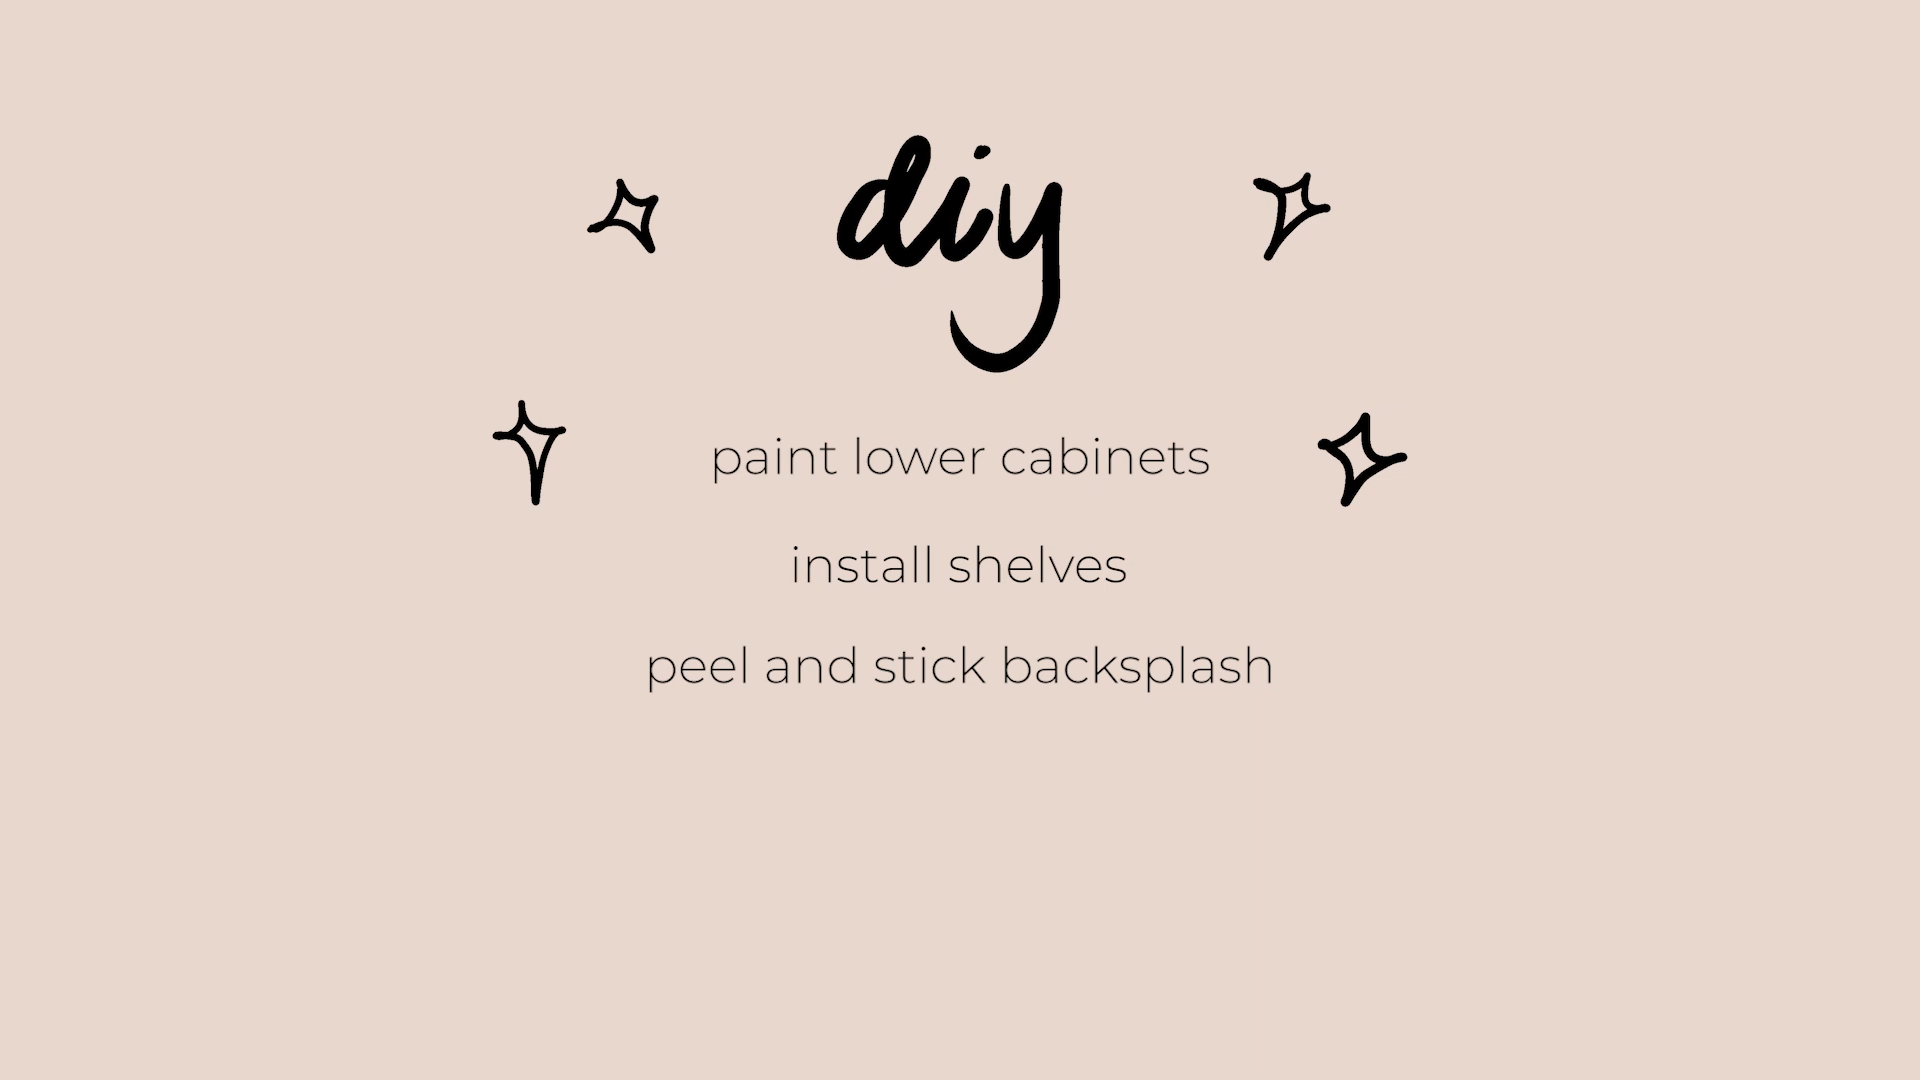 diy
paint lower cabinets
install shelves
peel and stick backsplash